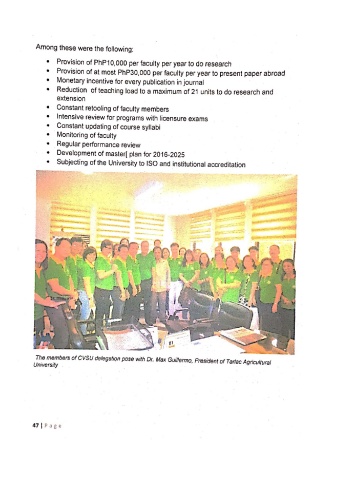 Among these were the following:
• Provision of PhP10,000 per faculty per year to do research
• Provision of at most PhP30,000 per faculty per year to present paper abroad
• Monetary incentive for every publication in journal
• Reduction of teaching load to a maximum of 21 units to do research and
extension
• Constant retooling of faculty members
• Intensive review for programs with licensure exams
• Constant updating of course syllabi
• Monitoring of faculty
• Regular performance review
• Development of master| plan for 2016-2025
• Subjecting of the University to ISO and institutional accreditation
The members of CVSU delegation pose with Dr. Max Guillermo, President of Tarlac Agricultural
University
47 | Page